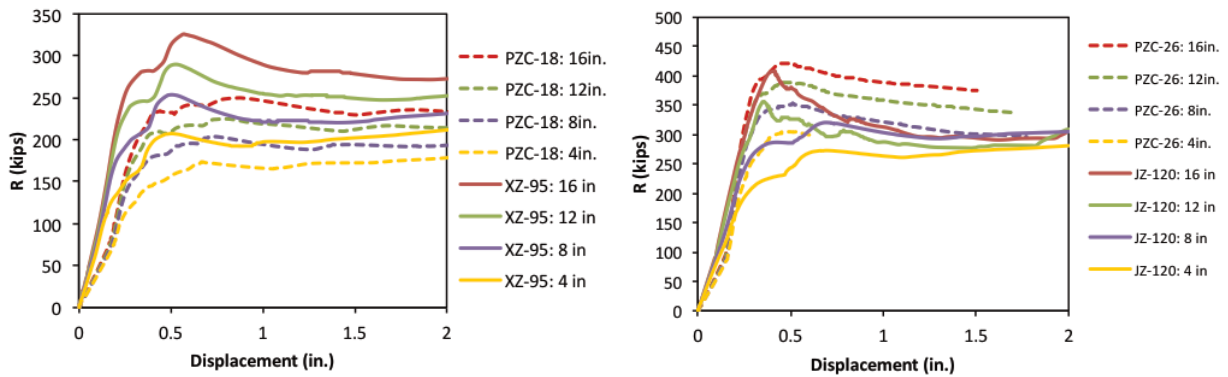 350
300
250
200
150
100
50
0
R (kips)
0 0.5 1 1.5 2
Displacement (in.)
PZC-18: 16in.
PZC-18: 12in.
PZC-18: 8in.
PZC-18: 4in.
XZ-95: 16 in
XZ-95: 12 in
XZ-95: 8 in
XZ-95: 4 in
500
450
400
350
300
250
200
150
100
50
0
R (kips)
0 0.5 1 1.5 2
Displacement (in.)
PZC-26: 16in.
PZC-26: 12in.
PZC-26: 8in.
PZC-26: 4in.
JZ-120: 16 in
JZ-120: 12 in
JZ-120: 8 in
JZ-120: 4 in